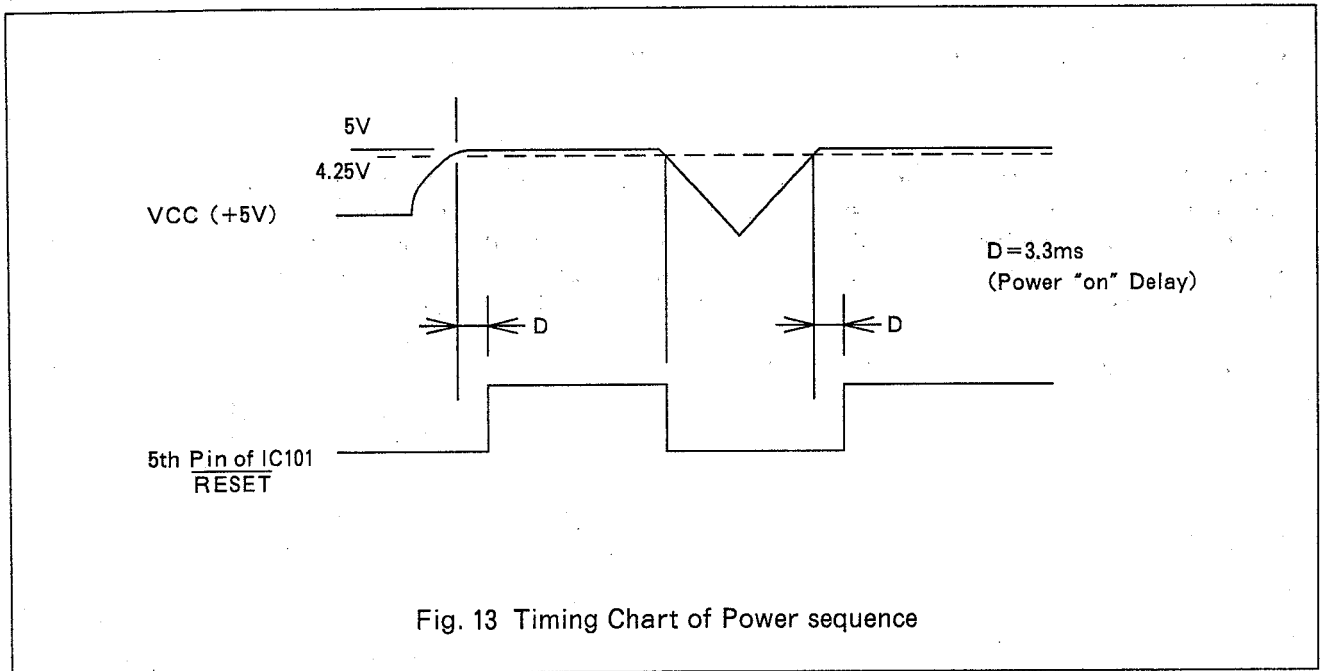 5V
4.25V
VCC (+5V)
D=3.3ms
(Power "on" Delay)
D
D
5th Pin of IC101
RESET
Fig. 13 Timing Chart of Power sequence